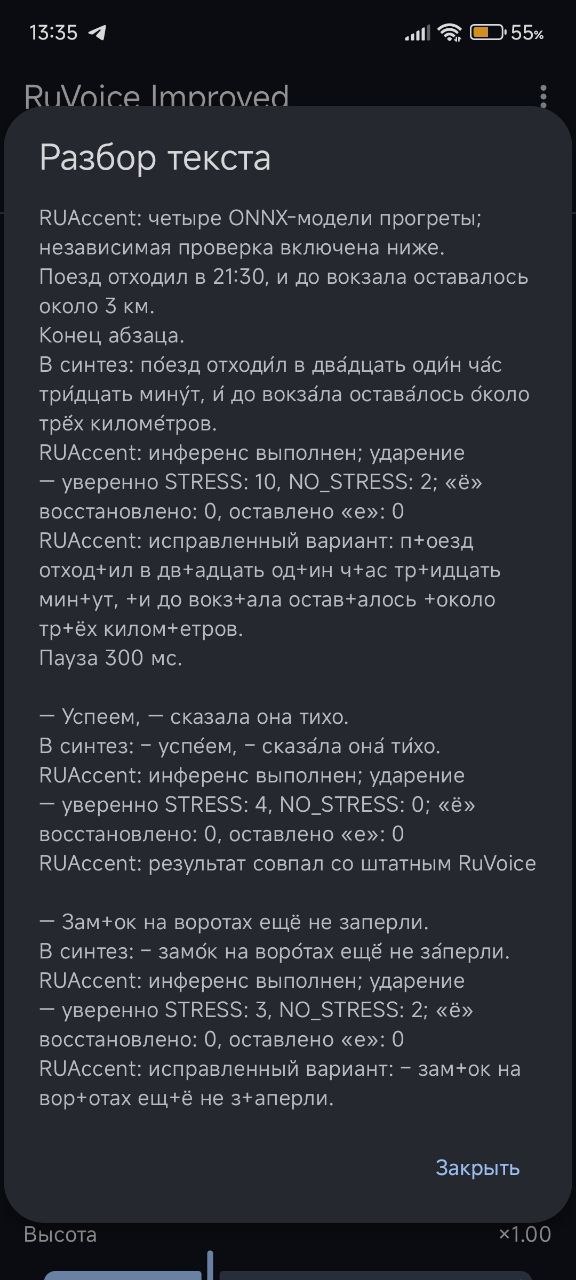 13:35
55%
RuVoice Improved
Разбор текста
RUAccent: четыре ONNX-модели прогреты;
независимая проверка включена ниже.
Поезд отходил в 21:30, и до вокзала оставалось
около 3 км.
Конец абзаца.
В синтез: по́езд отходи́л в два́дцать оди́н ча́с
три́дцать мину́т, и́ до вокза́ла остава́лось о́коло
трё́х киломе́тров.
RUAccent: инференс выполнен; ударение
— уверенно STRESS: 10, NO_STRESS: 2; «ё»
восстановлено: 0, оставлено «е»: 0
RUAccent: исправленный вариант: п+оезд
отход+ил в дв+адцать од+ин ч+ас тр+идцать
мин+ут, +и до вокз+ала остав+алось +около
тр+ёх килом+етров.
Пауза 300 мс.
— Успеем, — сказала она тихо.
В синтез: – успе́ем, – сказа́ла она́ ти́хо.
RUAccent: инференс выполнен; ударение
— уверенно STRESS: 4, NO_STRESS: 0; «ё»
восстановлено: 0, оставлено «е»: 0
RUAccent: результат совпал со штатным RuVoice
— Зам+ок на воротах ещё не заперли.
В синтез: – замо́к на воро́тах ещё́ не за́перли.
RUAccent: инференс выполнен; ударение
— уверенно STRESS: 3, NO_STRESS: 2; «ё»
восстановлено: 0, оставлено «е»: 0
RUAccent: исправленный вариант: – зам+ок на
вор+отах ещ+ё не з+аперли.
Закрыть
Высота
×1.00